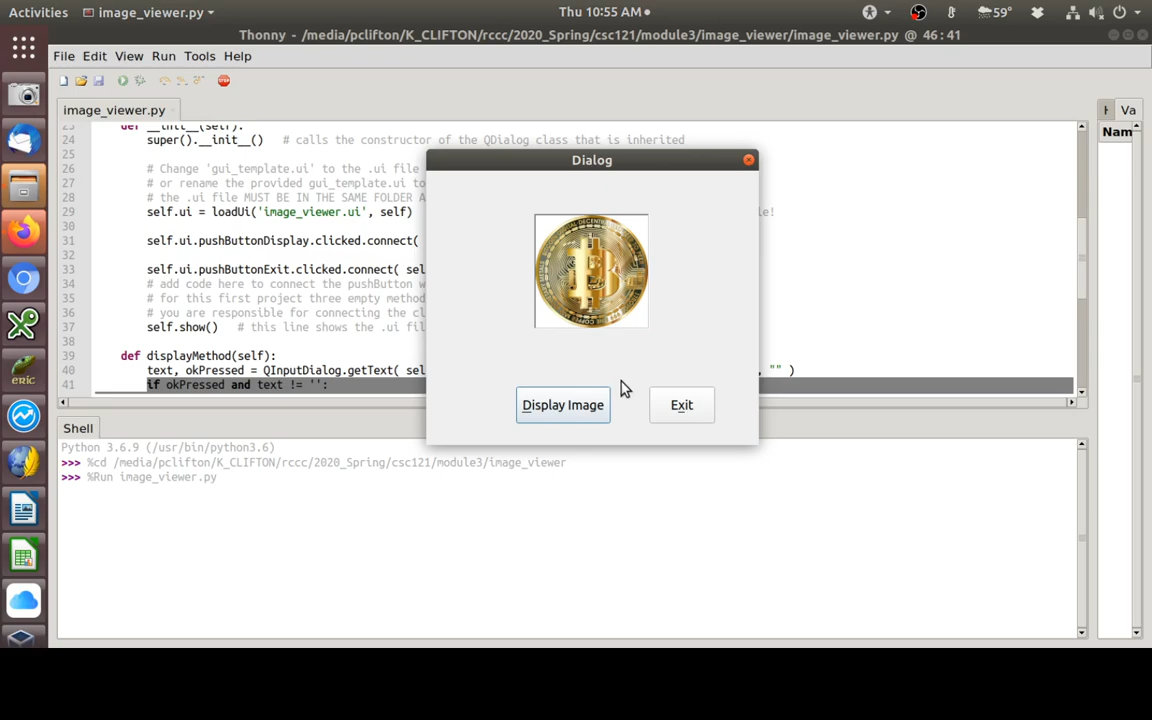 Activities image_viewer.py Thu 10:55 AM 59°
Thonny - /media/pclifton/K_CLIFTON/rccc/2020_Spring/csc121/module3/image_viewer/image_viewer.py @ 46:41
File Edit View Run Tools Help
image_viewer.py
Va
Nam
23 def __init__(self):
24 super().__init__() # calls the constructor of the QDialog class that is inherited
25
26 # Change 'gui_template.ui' to the .ui file
27 # or rename the provided gui_template.ui to
28 # the .ui file MUST BE IN THE SAME FOLDER A
29 self.ui = loadUi('image_viewer.ui', self) le!
30
31 self.ui.pushButtonDisplay.clicked.connect(
32
33 self.ui.pushButtonExit.clicked.connect( sel
34 # add code here to connect the pushButton w
35 # for this first project three empty method
36 # you are responsible for connecting the cl
37 self.show() # this line shows the .ui fil
38
39 def displayMethod(self):
40 text, okPressed = QInputDialog.getText( sel , "" )
41 if okPressed and text != '':
Dialog
Display Image Exit
Shell
Python 3.6.9 (/usr/bin/python3.6)
>>> %cd /media/pclifton/K_CLIFTON/rccc/2020_Spring/csc121/module3/image_viewer
>>> %Run image_viewer.py
eric